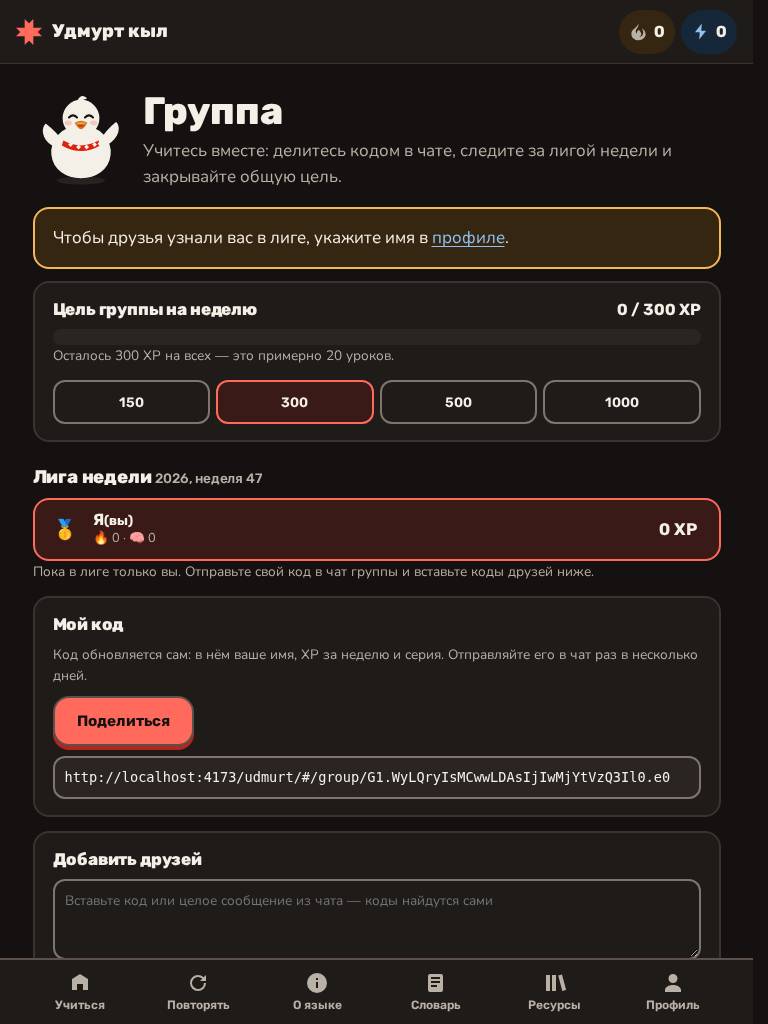 Удмурт кыл
0
0
Группа
Учитесь вместе: делитесь кодом в чате, следите за лигой недели и
закрывайте общую цель.
Чтобы друзья узнали вас в лиге, укажите имя в профиле.
Цель группы на неделю
0 / 300 XP
Осталось 300 XP на всех — это примерно 20 уроков.
150
300
500
1000
Лига недели 2026, неделя 47
Я(вы)
🔥 0 · 🧠 0
0 XP
Пока в лиге только вы. Отправьте свой код в чат группы и вставьте коды друзей ниже.
Мой код
Код обновляется сам: в нём ваше имя, XP за неделю и серия. Отправляйте его в чат раз в несколько
дней.
Поделиться
http://localhost:4173/udmurt/#/group/G1.WyLQryIsMCwwLDAsIjIwMjYtVzQ3Il0.e0
Добавить друзей
Вставьте код или целое сообщение из чата — коды найдутся сами
Учиться
Повторять
О языке
Словарь
Ресурсы
Профиль